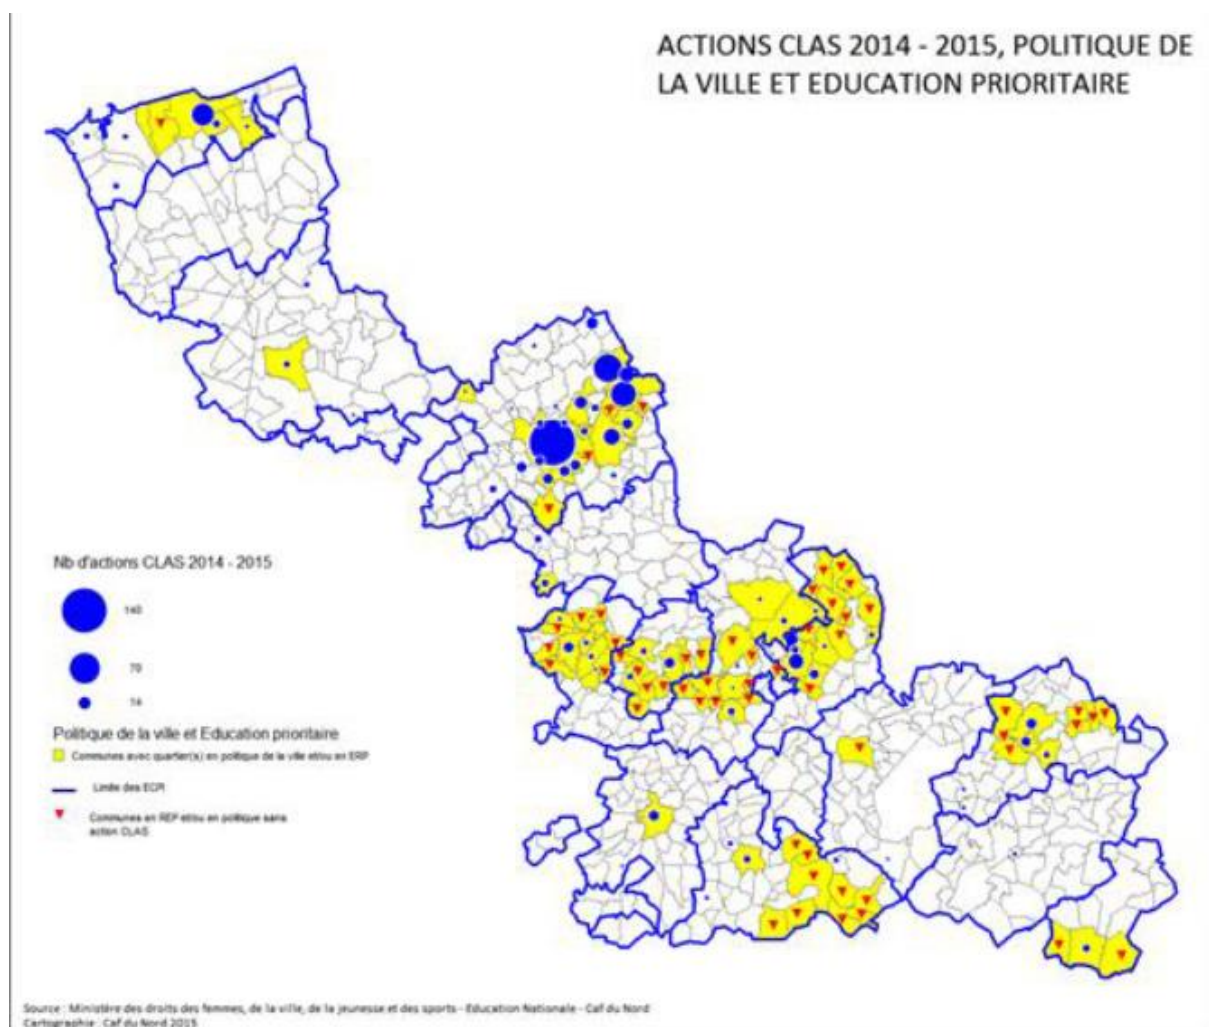 ACTIONS CLAS 2014 - 2015, POLITIQUE DE
LA VILLE ET EDUCATION PRIORITAIRE
Nb d'actions CLAS 2014 - 2015
140
70
14
Politique de la ville et Education prioritaire
Communes avec quartier(s) en politique de la ville et/ou en ERP
Limite des ECPI
Communes en REP et/ou en politique sans
action CLAS
Source : Ministère des droits des femmes, de la ville, de la jeunesse et des sports - Education Nationale - Caf du Nord
Cartographie : Caf du Nord 2015